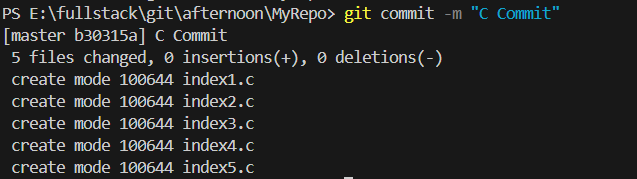 PS E:\fullstack\git\afternoon\MyRepo> git commit -m "C Commit"
[master b30315a] C Commit
 5 files changed, 0 insertions(+), 0 deletions(-)
 create mode 100644 index1.c
 create mode 100644 index2.c
 create mode 100644 index3.c
 create mode 100644 index4.c
 create mode 100644 index5.c